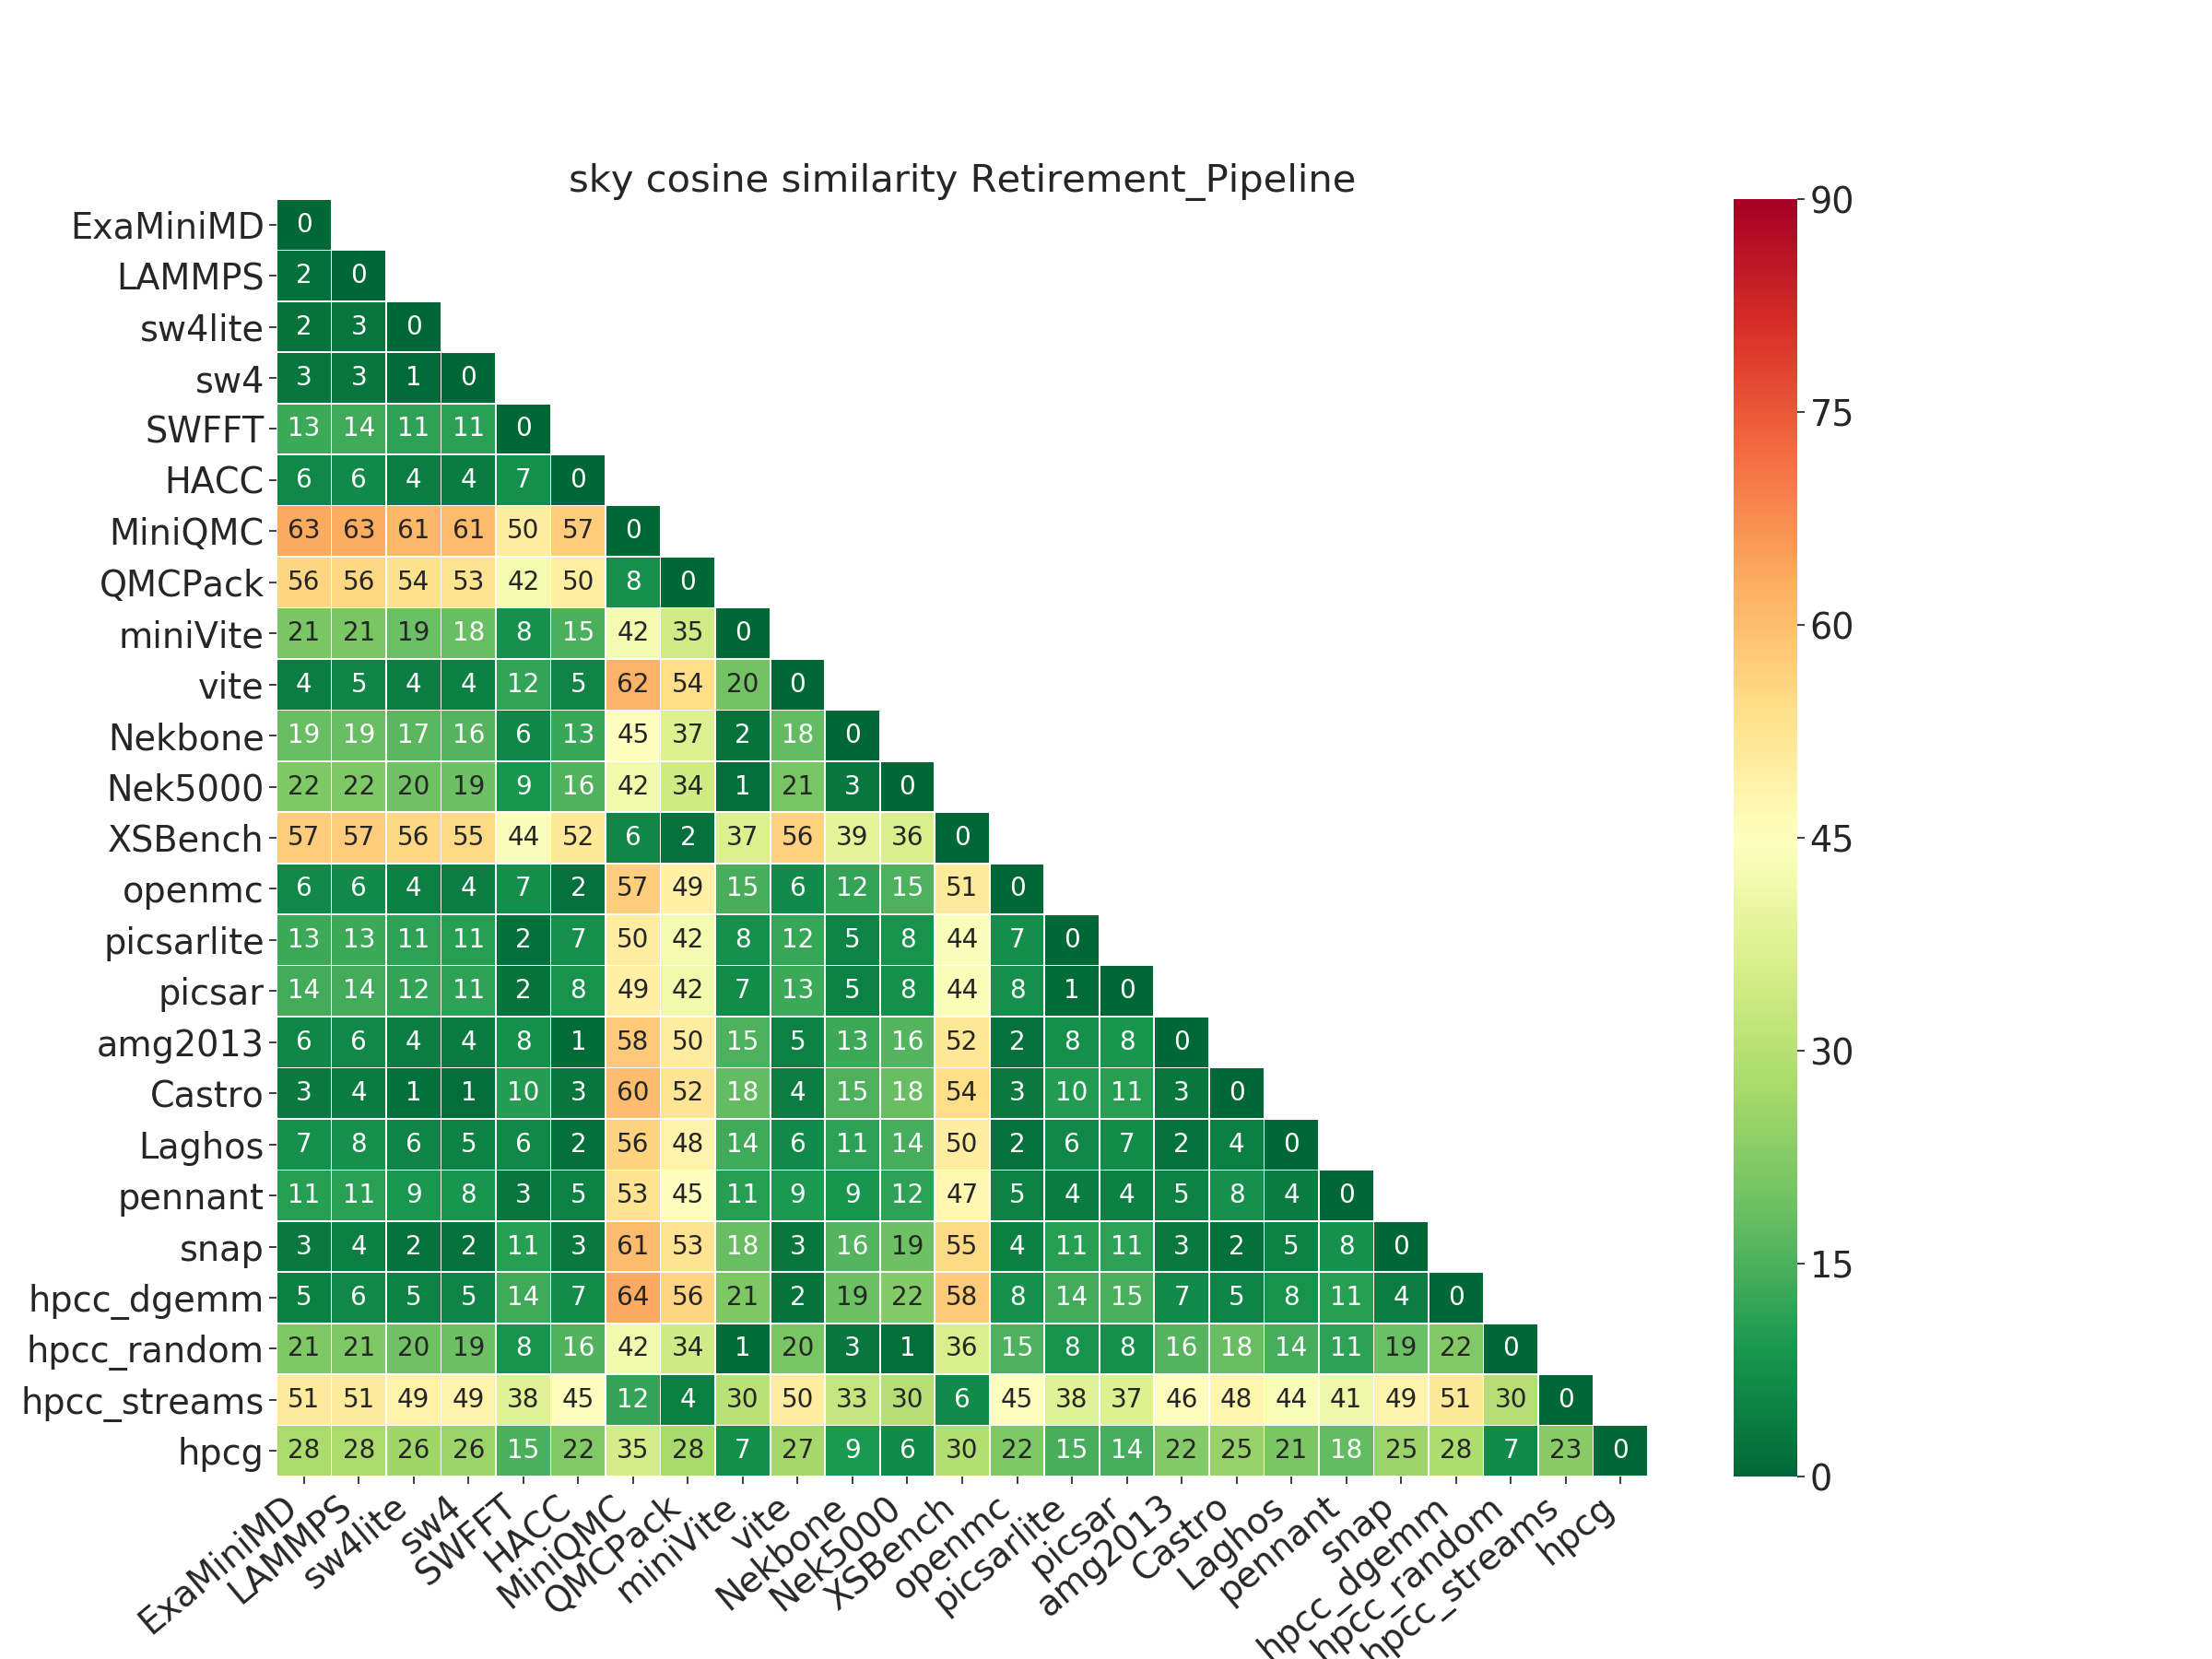 sky cosine similarity Retirement_Pipeline
ExaMiniMD 0
LAMMPS 2 0
sw4lite 2 3 0
sw4 3 3 1 0
SWFFT 13 14 11 11 0
HACC 6 6 4 4 7 0
MiniQMC 63 63 61 61 50 57 0
QMCPack 56 56 54 53 42 50 8 0
miniVite 21 21 19 18 8 15 42 35 0
vite 4 5 4 4 12 5 62 54 20 0
Nekbone 19 19 17 16 6 13 45 37 2 18 0
Nek5000 22 22 20 19 9 16 42 34 1 21 3 0
XSBench 57 57 56 55 44 52 6 2 37 56 39 36 0
openmc 6 6 4 4 7 2 57 49 15 6 12 15 51 0
picsarlite 13 13 11 11 2 7 50 42 8 12 5 8 44 7 0
picsar 14 14 12 11 2 8 49 42 7 13 5 8 44 8 1 0
amg2013 6 6 4 4 8 1 58 50 15 5 13 16 52 2 8 8 0
Castro 3 4 1 1 10 3 60 52 18 4 15 18 54 3 10 11 3 0
Laghos 7 8 6 5 6 2 56 48 14 6 11 14 50 2 6 7 2 4 0
pennant 11 11 9 8 3 5 53 45 11 9 9 12 47 5 4 4 5 8 4 0
snap 3 4 2 2 11 3 61 53 18 3 16 19 55 4 11 11 3 2 5 8 0
hpcc_dgemm 5 6 5 5 14 7 64 56 21 2 19 22 58 8 14 15 7 5 8 11 4 0
hpcc_random 21 21 20 19 8 16 42 34 1 20 3 1 36 15 8 8 16 18 14 11 19 22 0
hpcc_streams 51 51 49 49 38 45 12 4 30 50 33 30 6 45 38 37 46 48 44 41 49 51 30 0
hpcg 28 28 26 26 15 22 35 28 7 27 9 6 30 22 15 14 22 25 21 18 25 28 7 23 0
ExaMiniMD
LAMMPS
sw4lite
sw4
SWFFT
HACC
MiniQMC
QMCPack
miniVite
vite
Nekbone
Nek5000
XSBench
openmc
picsarlite
picsar
amg2013
Castro
Laghos
pennant
snap
hpcc_dgemm
hpcc_random
hpcc_streams
hpcg
90
75
60
45
30
15
0